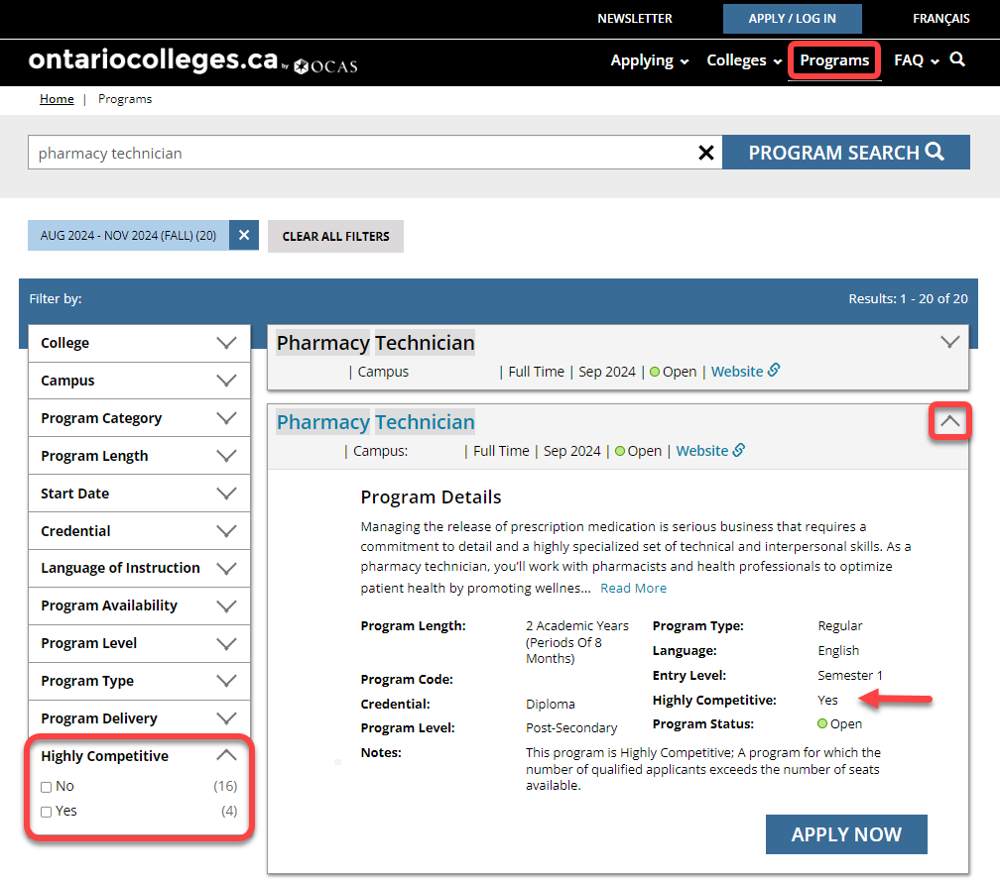 NEWSLETTER APPLY / LOG IN FRANÇAIS
ontariocolleges.ca by OCAS
Applying Colleges Programs FAQ
Home | Programs
pharmacy technician PROGRAM SEARCH
AUG 2024 - NOV 2024 (FALL) (20) CLEAR ALL FILTERS
Filter by: Results: 1 - 20 of 20
College
Campus
Program Category
Program Length
Start Date
Credential
Language of Instruction
Program Availability
Program Level
Program Type
Program Delivery
Highly Competitive
No (16)
Yes (4)
Pharmacy Technician
| Campus | Full Time | Sep 2024 | Open | Website
Pharmacy Technician
| Campus: | Full Time | Sep 2024 | Open | Website
Program Details
Managing the release of prescription medication is serious business that requires a
commitment to detail and a highly specialized set of technical and interpersonal skills. As a
pharmacy technician, you’ll work with pharmacists and health professionals to optimize
patient health by promoting wellnes... Read More
Program Length: 2 Academic Years
(Periods Of 8
Months)
Program Code:
Credential: Diploma
Program Level: Post-Secondary
Program Type: Regular
Language: English
Entry Level: Semester 1
Highly Competitive: Yes
Program Status: Open
Notes: This program is Highly Competitive; A program for which the
number of qualified applicants exceeds the number of seats
available.
APPLY NOW